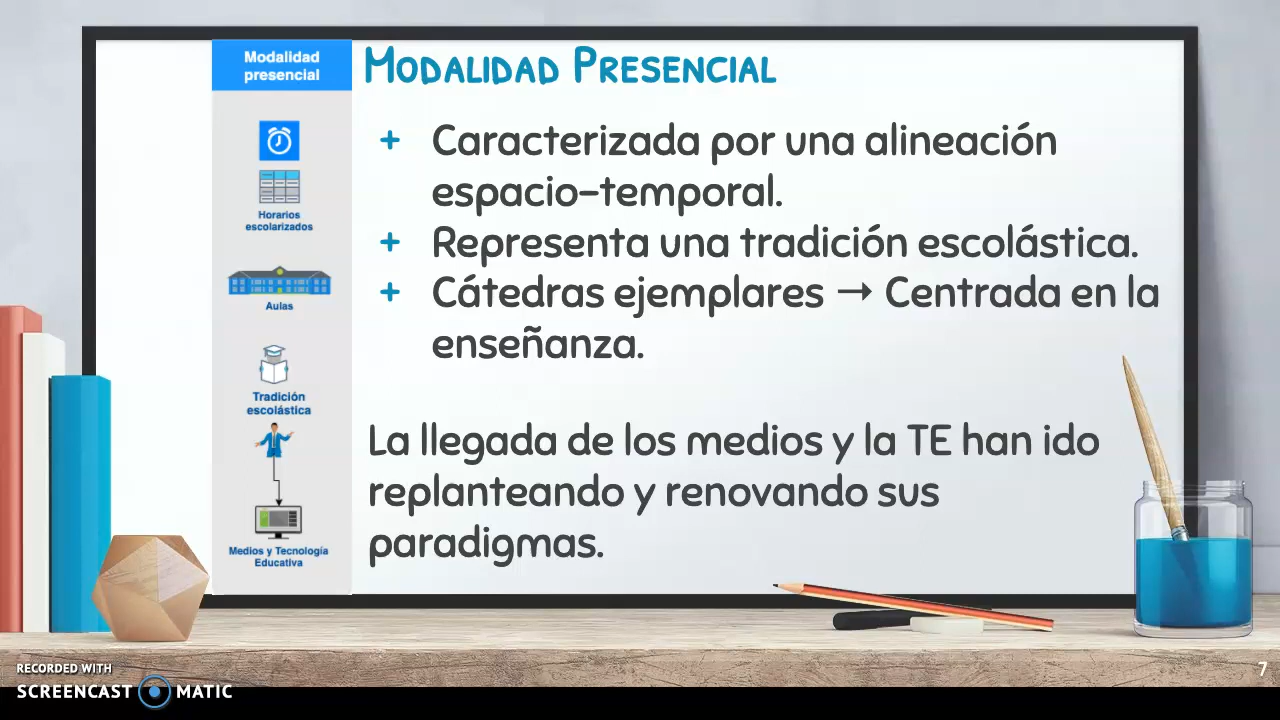 Modalidad
presencial
Horarios
escolarizados
Aulas
Tradición
escolástica
Medios y Tecnología
Educativa
Modalidad Presencial
+ Caracterizada por una alineación
espacio-temporal.
+ Representa una tradición escolástica.
+ Cátedras ejemplares → Centrada en la
enseñanza.
La llegada de los medios y la TE han ido
replanteando y renovando sus
paradigmas.
7
RECORDED WITH
SCREENCAST MATIC